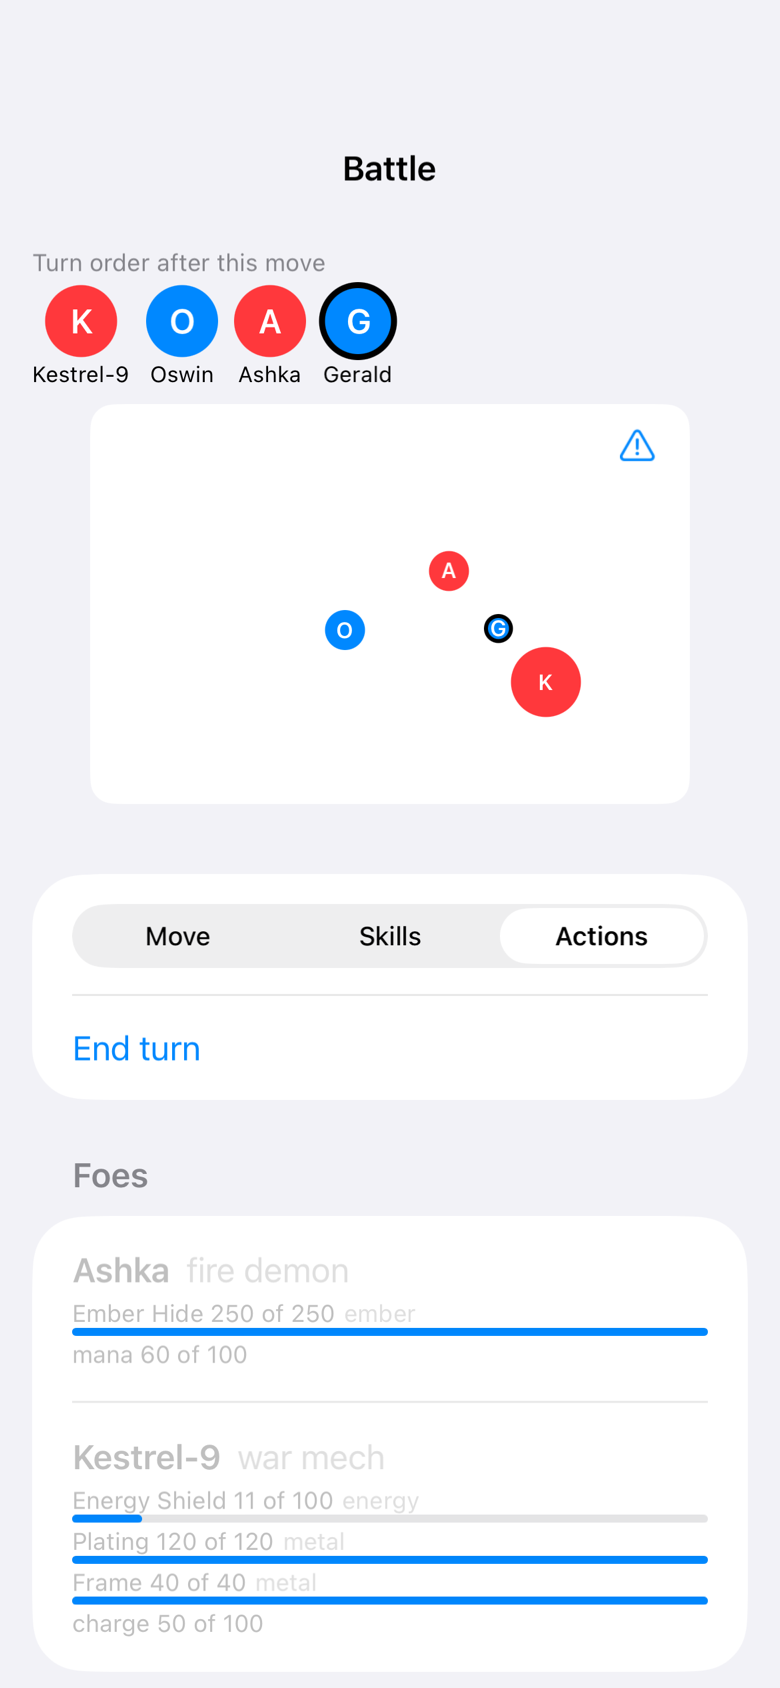 Battle
Turn order after this move
K O A G
Kestrel-9 Oswin Ashka Gerald
A
O
G
K
Move Skills Actions
End turn
Foes
Ashka fire demon
Ember Hide 250 of 250 ember
mana 60 of 100
Kestrel-9 war mech
Energy Shield 11 of 100 energy
Plating 120 of 120 metal
Frame 40 of 40 metal
charge 50 of 100